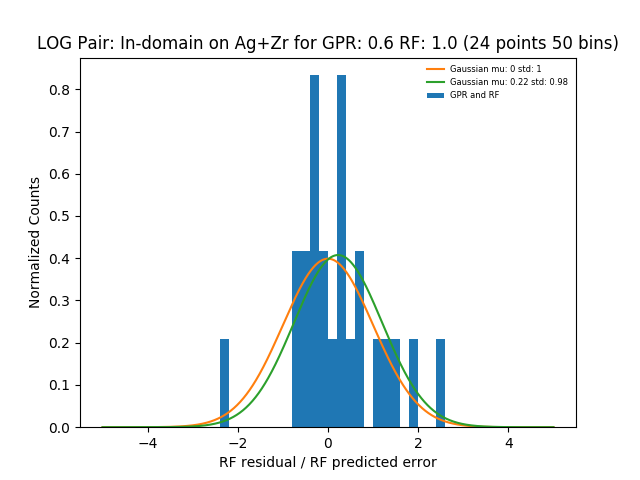 LOG Pair: In-domain on Ag+Zr for GPR: 0.6 RF: 1.0 (24 points 50 bins)
Gaussian mu: 0 std: 1
Gaussian mu: 0.22 std: 0.98
GPR and RF
Normalized Counts
0.8
0.7
0.6
0.5
0.4
0.3
0.2
0.1
0.0
−4 −2 0 2 4
RF residual / RF predicted error